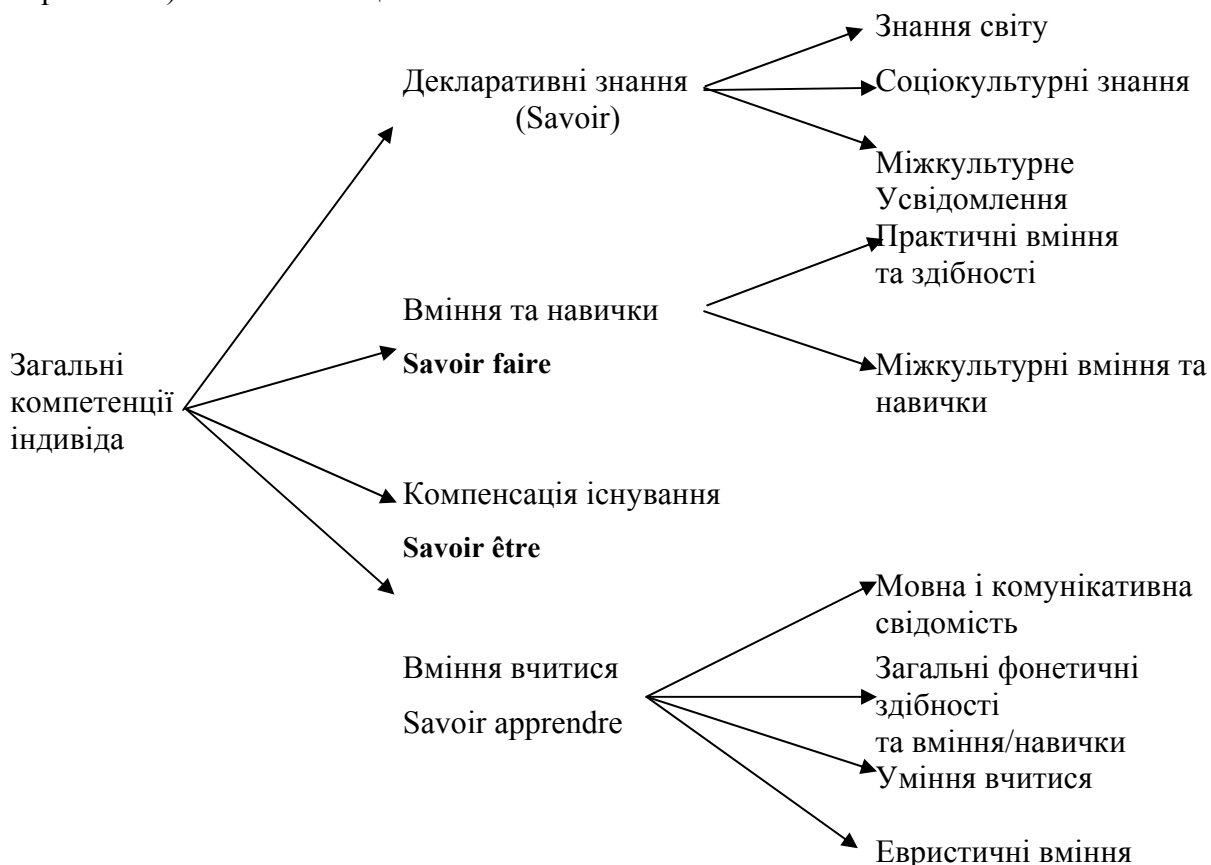 Знання світу
Декларативні знання
(Savoir)
Соціокультурні знання
Міжкультурне
Усвідомлення
Практичні вміння
та здібності
Вміння та навички
Savoir faire
Міжкультурні вміння та
навички
Загальні
компетенції
індивіда
Компенсація існування
Savoir être
Мовна і комунікативна
свідомість
Вміння вчитися
Savoir apprendre
Загальні фонетичні
здібності
та вміння/навички
Уміння вчитися
Евристичні вміння